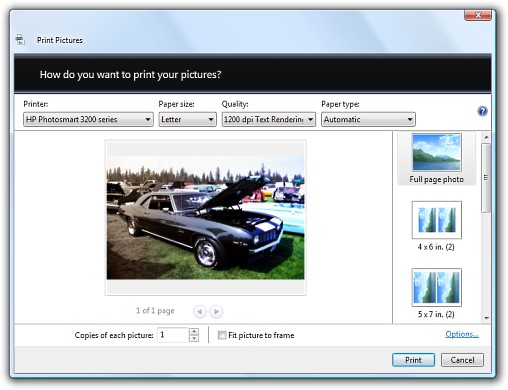 Print Pictures
How do you want to print your pictures?
Printer: Paper size: Quality: Paper type:
HP Photosmart 3200 series Letter 1200 dpi Text Renderin Automatic
Full page photo
4 x 6 in. (2)
5 x 7 in. (2)
1 of 1 page
Copies of each picture: 1 Fit picture to frame Options...
Print Cancel